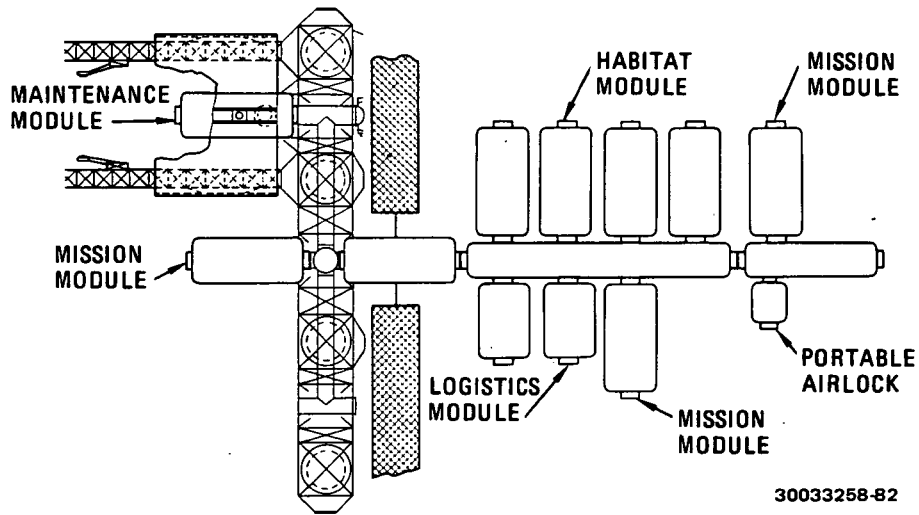 HABITAT
MODULE
MISSION
MODULE
MAINTENANCE
MODULE
MISSION
MODULE
LOGISTICS
MODULE
MISSION
MODULE
PORTABLE
AIRLOCK
30033258-82